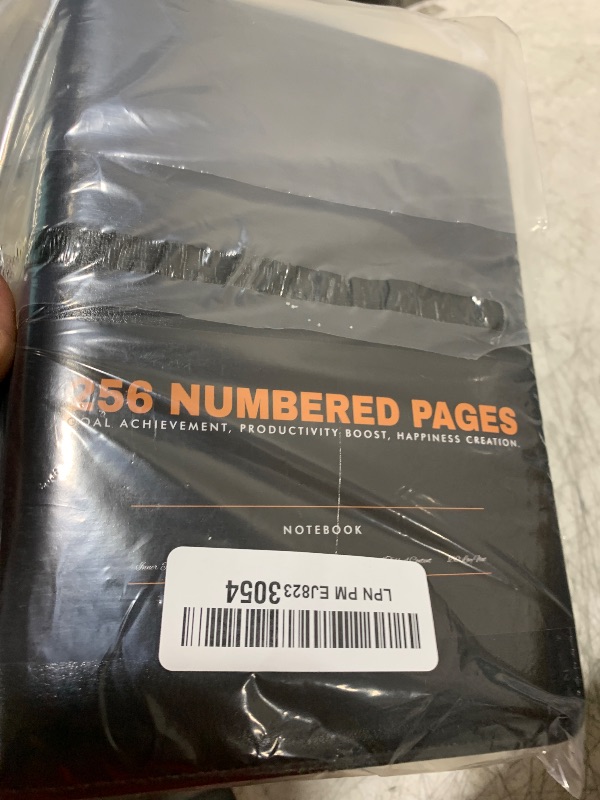 256 NUMBERED PAGES
GOAL ACHIEVEMENT, PRODUCTIVITY BOOST, HAPPINESS CREATION.
NOTEBOOK
LPN PM EJ8233054